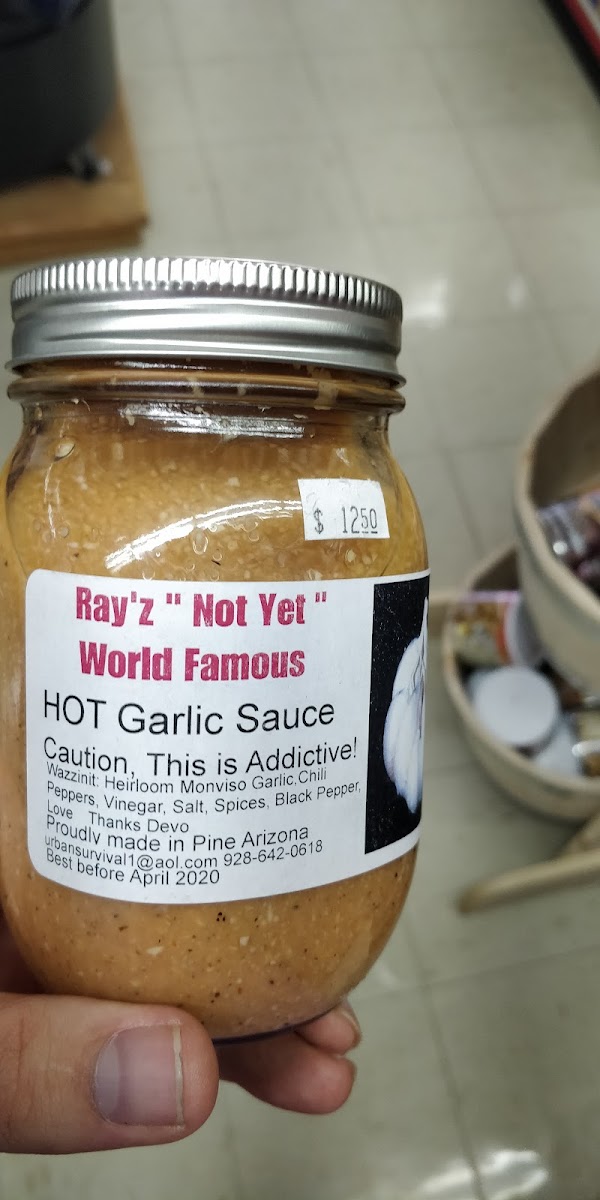 $ 1250
Ray'z " Not Yet "
World Famous
HOT Garlic Sauce
Caution, This is Addictive!
Wazzinit: Heirloom Monviso Garlic,Chili
Peppers, Vinegar, Salt, Spices, Black Pepper,
Love Thanks Devo
Proudly made in Pine Arizona
urbansurvival1@aol.com 928-642-0618
Best before April 2020